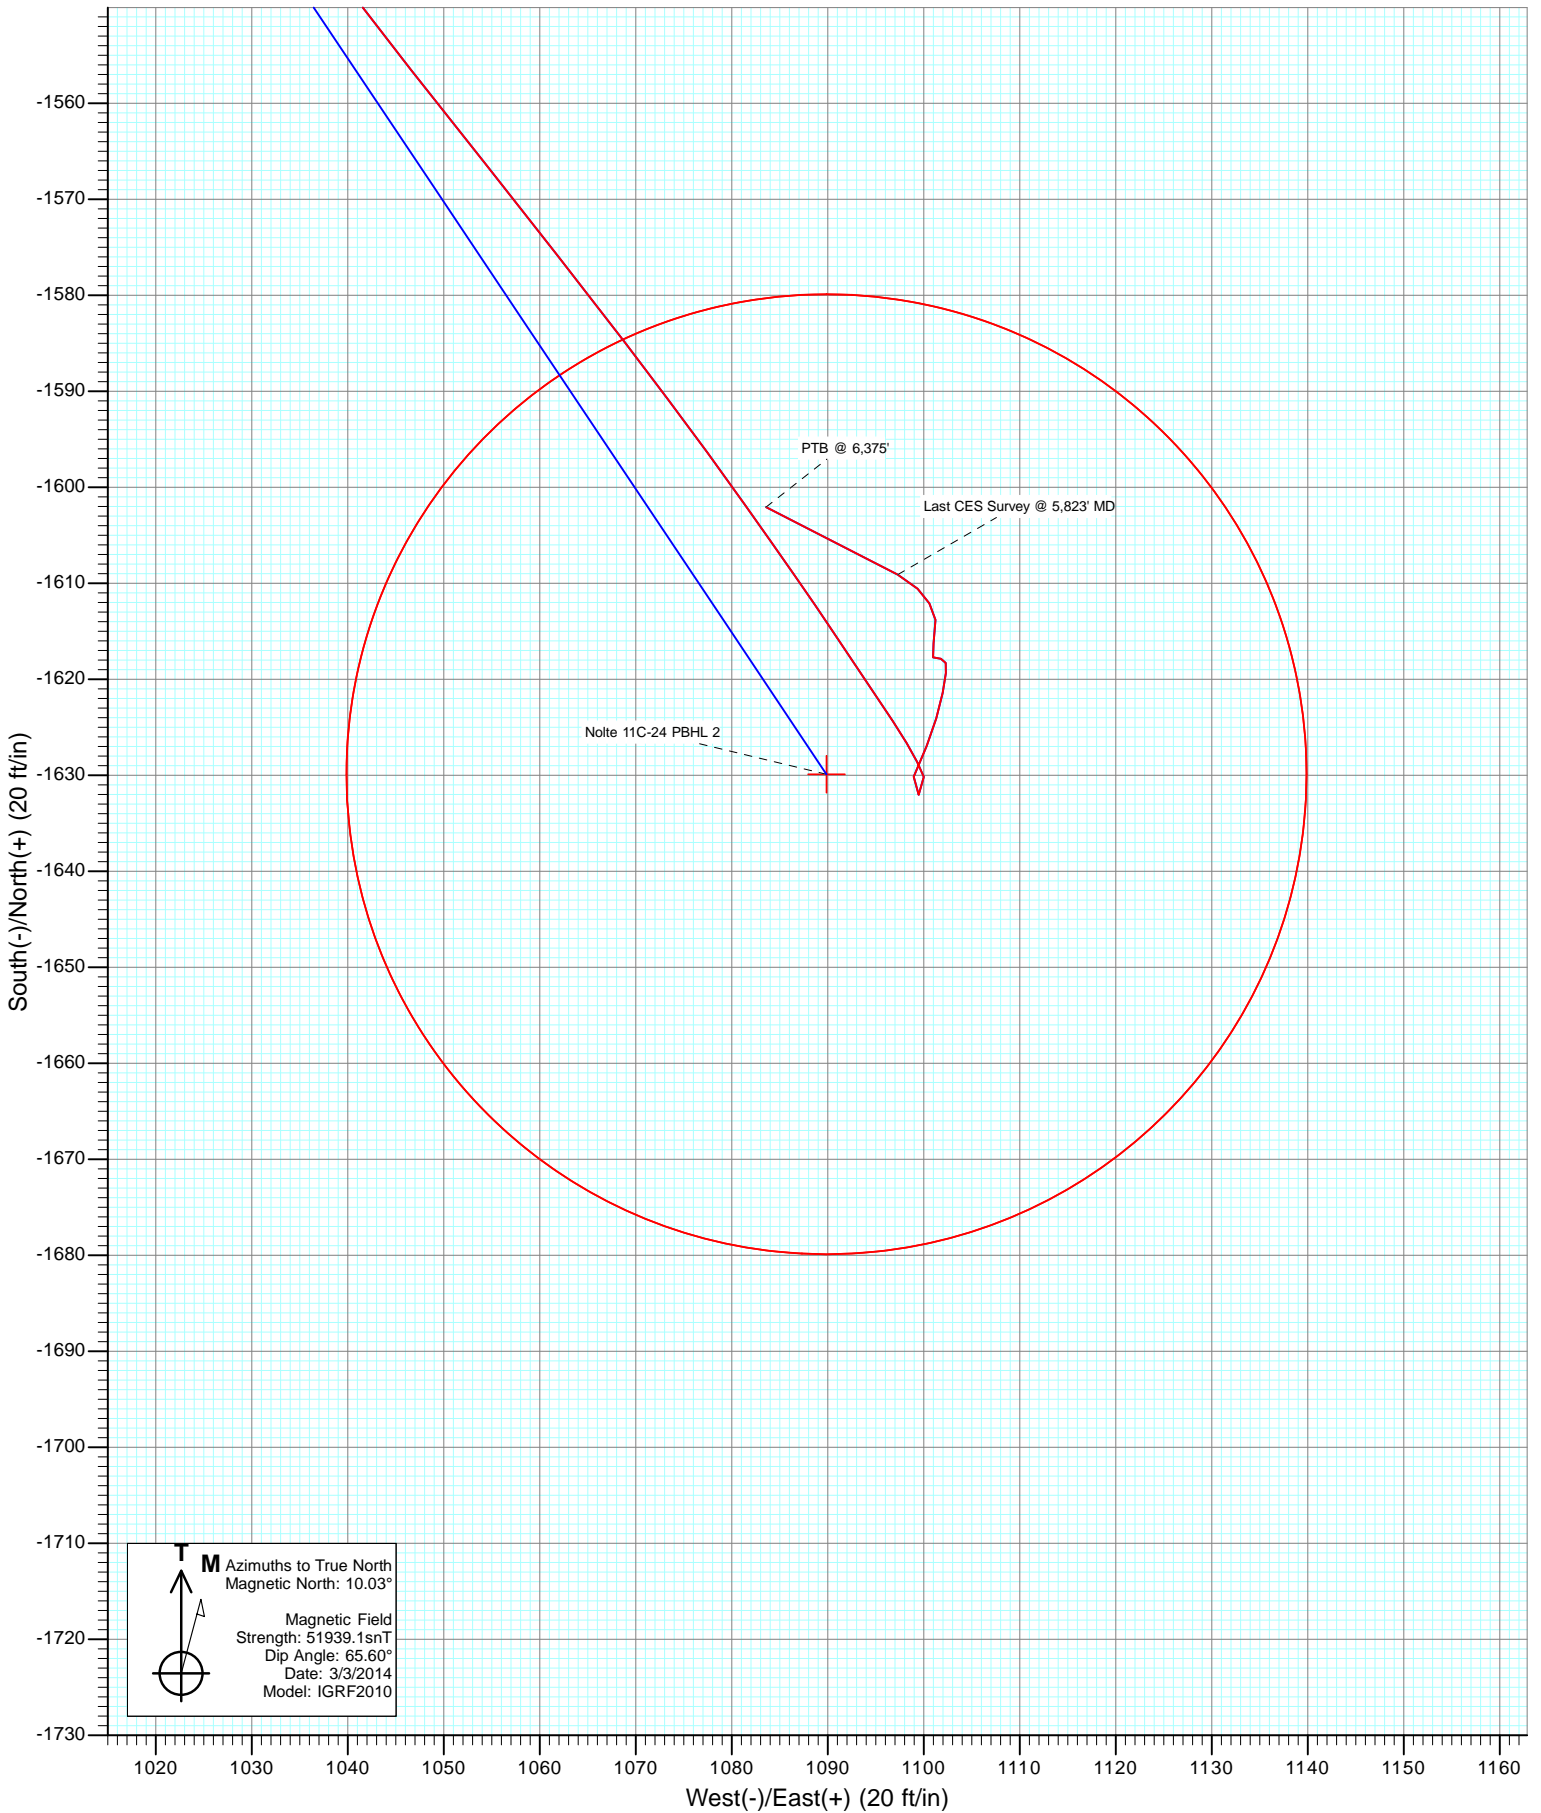 -1560
-1570
-1580
-1590
-1600
-1610
-1620
-1630
-1640
-1650
-1660
-1670
-1680
-1690
-1700
-1710
-1720
-1730
South(-)/North(+) (20 ft/in)
PTB @ 6,375'
Last CES Survey @ 5,823' MD
Nolte 11C-24 PBHL 2
T
M
Azimuths to True North
Magnetic North: 10.03°
Magnetic Field
Strength: 51939.1snT
Dip Angle: 65.60°
Date: 3/3/2014
Model: IGRF2010
1020 1030 1040 1050 1060 1070 1080 1090 1100 1110 1120 1130 1140 1150 1160
West(-)/East(+) (20 ft/in)